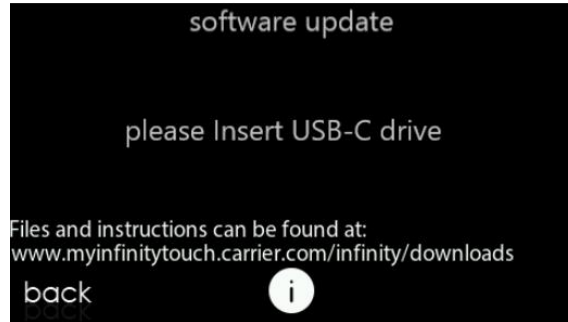 software update
please Insert USB-C drive
Files and instructions can be found at:
www.myinfinitytouch.carrier.com/infinity/downloads
back
i